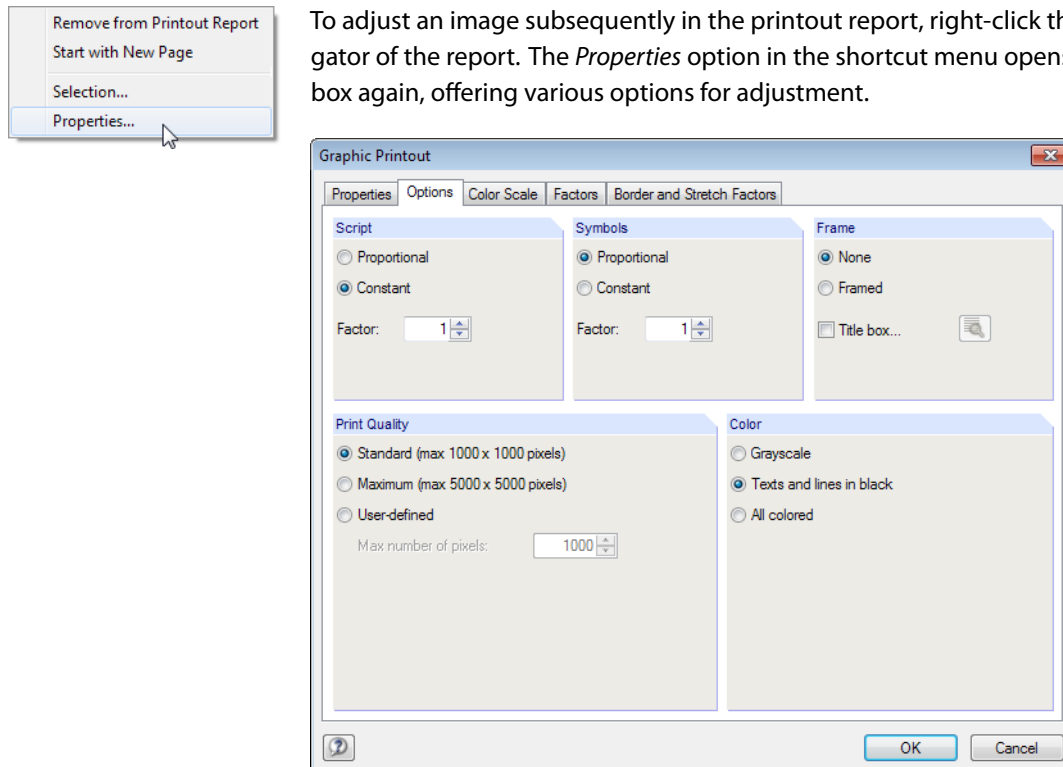 Remove from Printout Report
Start with New Page
Selection...
Properties...
To adjust an image subsequently in the printout report, right-click
gator of the report. The Properties option in the shortcut menu
box again, offering various options for adjustment.
Graphic Printout
Properties Options Color Scale Factors Border and Stretch Factors
Script Symbols Frame
Proportional Proportional None
Constant Constant Framed
Factor: 1 Factor: 1 Title box...
Print Quality Color
Standard (max 1000 x 1000 pixels) Grayscale
Maximum (max 5000 x 5000 pixels) Texts and lines in black
User-defined All colored
Max number of pixels: 1000
OK Cancel